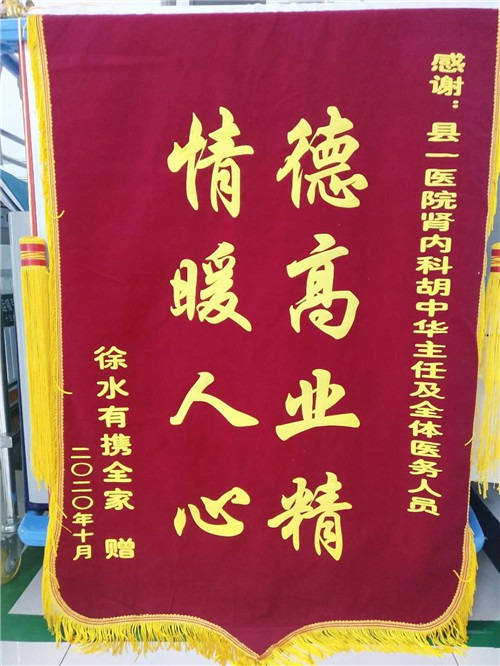 感谢：县一医院肾内科胡中华主任及全体医务人员
德高业精
情暖人心
徐水有携全家 赠
二〇二〇年十月